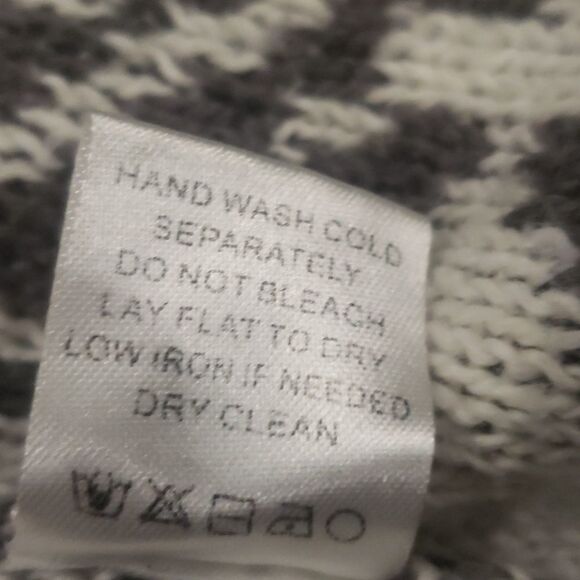 HAND WASH COLD
SEPARATELY
DO NOT BLEACH
LAY FLAT TO DRY
LOW IRON IF NEEDED
DRY CLEAN